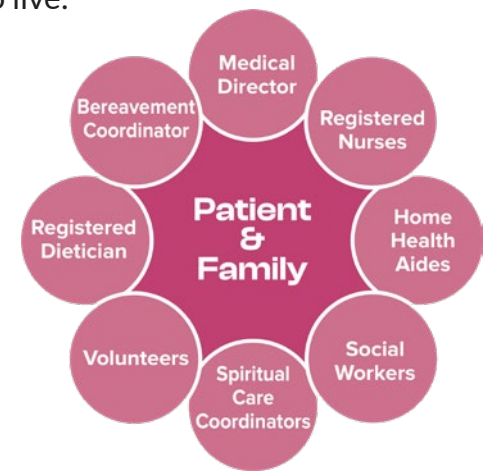 live.
Medical
Director
Registered
Nurses
Home
Health
Aides
Social
Workers
Spiritual
Care
Coordinators
Volunteers
Registered
Dietician
Bereavement
Coordinator
Patient
&
Family